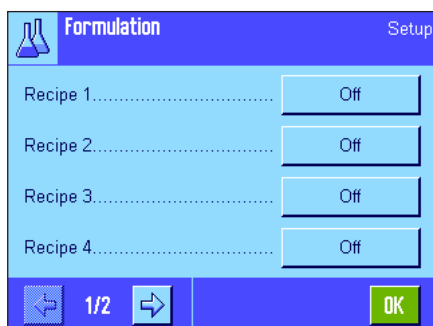 Formulation Setup
Recipe 1................................ Off
Recipe 2................................ Off
Recipe 3................................ Off
Recipe 4................................ Off
1/2 OK